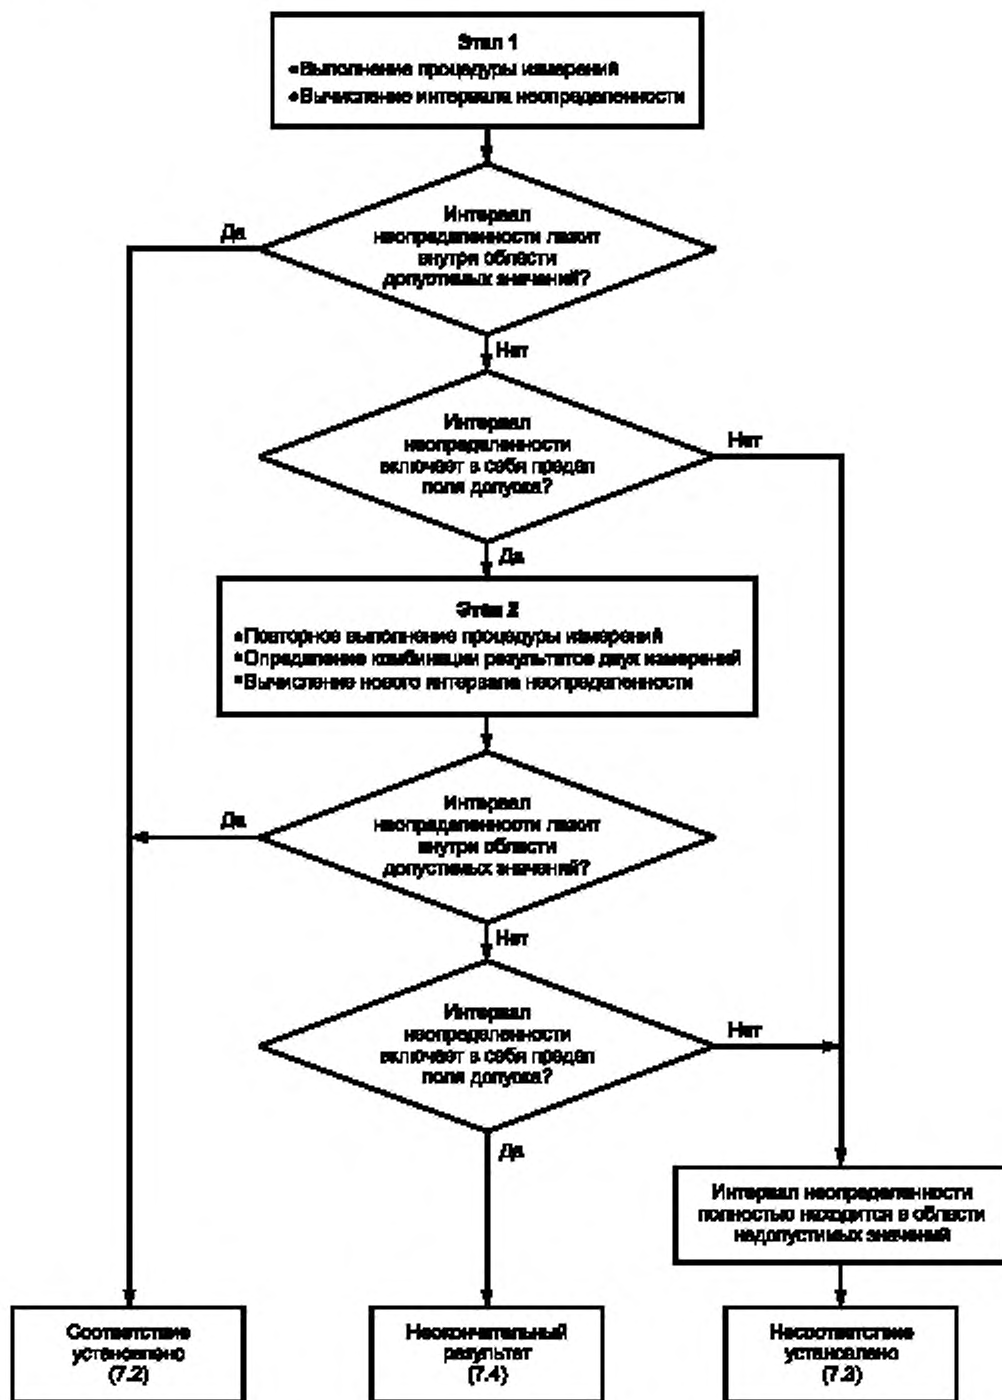 Этап 1
•Выполнение процедуры измерений
•Вычисление интервала неопределенности
Интервал
неопределенности лежит
внутри области
допустимых значений?
Да
Нет
Интервал
неопределенности
включает в себя предел
поля допуска?
Нет
Да
Этап 2
•Повторное выполнение процедуры измерений
•Определение комбинации результатов двух измерений
•Вычисление нового интервала неопределенности
Интервал
неопределенности лежит
внутри области
допустимых значений?
Да
Нет
Интервал
неопределенности
включает в себя предел
поля допуска?
Нет
Да
Интервал неопределенности
полностью находится в области
недопустимых значений
Соответствие
установлено
(7.2)
Неокончательный
результат
(7.4)
Несоответствие
установлено
(7.3)